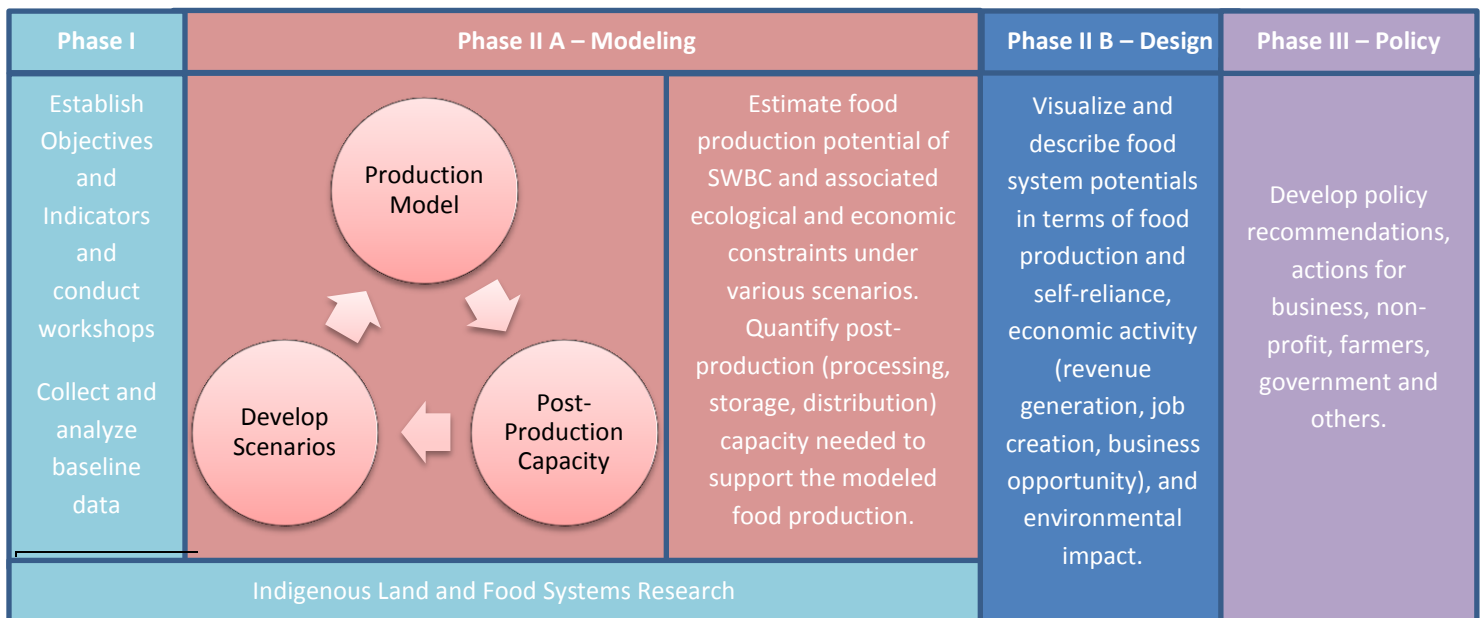 Phase I
Phase II A – Modeling
Phase II B – Design
Phase III – Policy
Establish
Objectives
and
Indicators
and
conduct
workshops
Collect and
analyze
baseline
data
Production
Model
Post-
Production
Capacity
Develop
Scenarios
Estimate food
production potential of
SWBC and associated
ecological and economic
constraints under
various scenarios.
Quantify post-
production (processing,
storage, distribution)
capacity needed to
support the modeled
food production.
Visualize and
describe food
system potentials
in terms of food
production and
self-reliance,
economic activity
(revenue
generation, job
creation, business
opportunity), and
environmental
impact.
Develop policy
recommendations,
actions for
business, non-
profit, farmers,
government and
others.
Indigenous Land and Food Systems Research